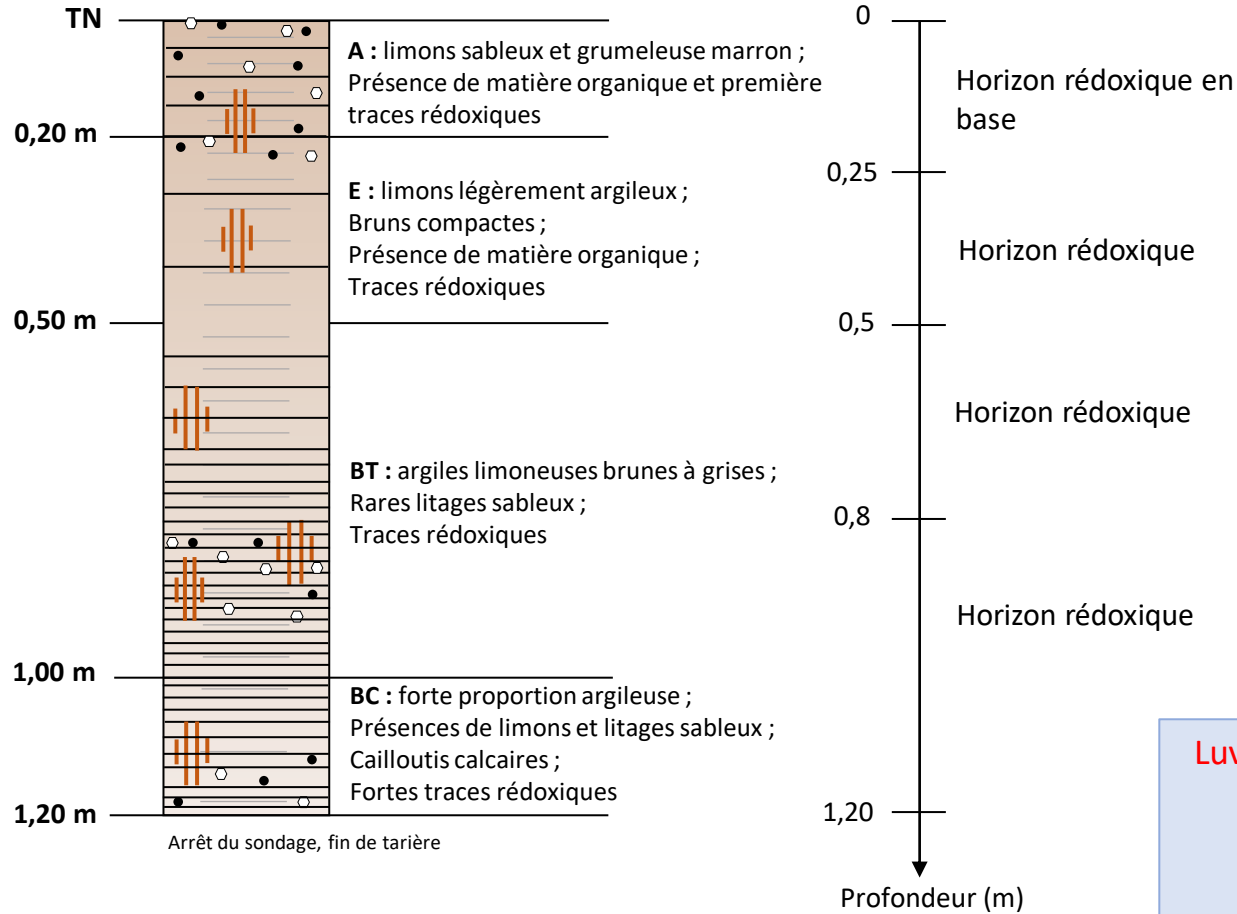 TN
A : limons sableux et grumeleuse marron ;
Présence de matière organique et première
traces rédoxiques
0,20 m
E : limons légèrement argileux ;
Bruns compactes ;
Présence de matière organique ;
Traces rédoxiques
0,50 m
BT : argiles limoneuses brunes à grises ;
Rares litages sableux ;
Traces rédoxiques
1,00 m
BC : forte proportion argileuse ;
Présences de limons et litages sableux ;
Cailloutis calcaires ;
Fortes traces rédoxiques
1,20 m
Arrêt du sondage, fin de tarière
0
Horizon rédoxique en
base
0,25
Horizon rédoxique
0,5
Horizon rédoxique
0,8
Horizon rédoxique
1,20
Profondeur (m)